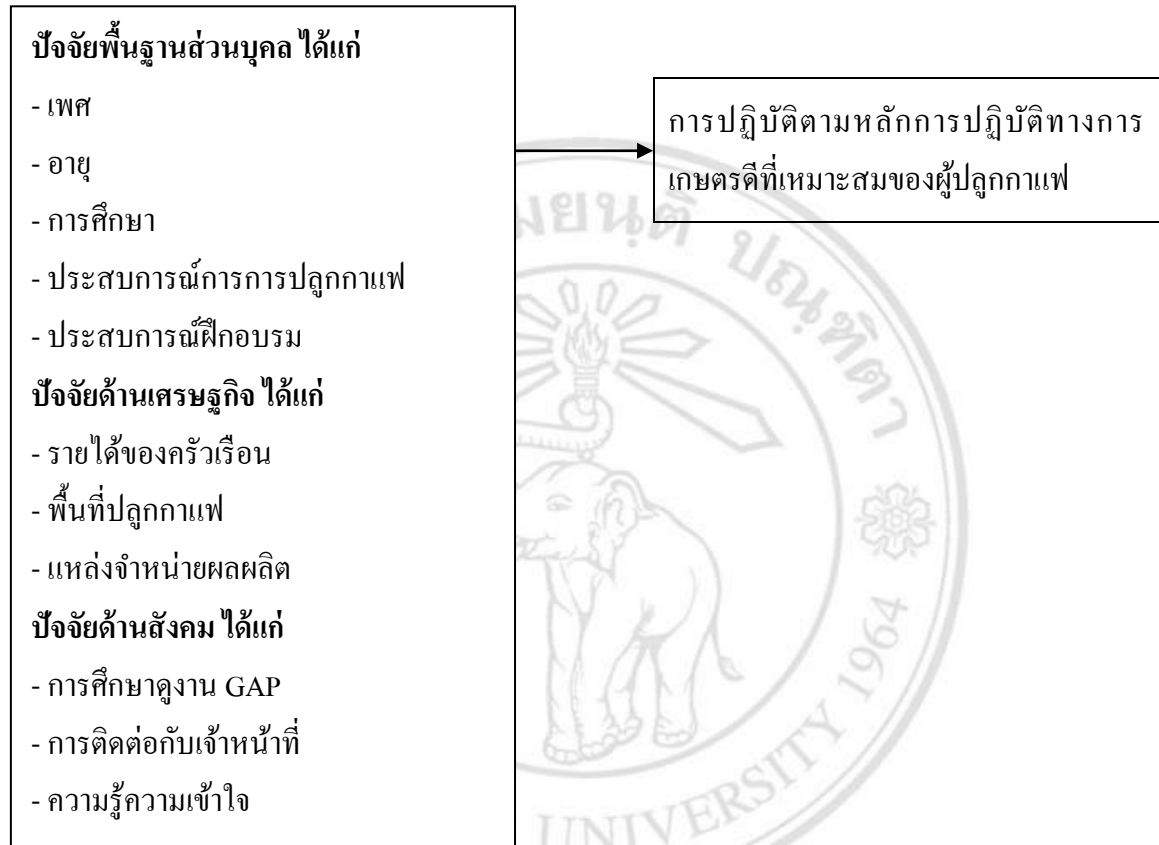 ปัจจัยพื้นฐานส่วนบุคล ได้แก่
- เพศ
- อายุ
- การศึกษา
- ประสบการณ์การการปลูกกาแฟ
- ประสบการณ์ฝึกอบรม
ปัจจัยด้านเศรษฐกิจ ได้แก่
- รายได้ของครัวเรือน
- พื้นที่ปลูกกาแฟ
- แหล่งจำหน่ายผลผลิต
ปัจจัยด้านสังคม ได้แก่
- การศึกษาดูงาน GAP
- การติดต่อกับเจ้าหน้าที่
- ความรู้ความเข้าใจ
การปฏิบัติตามหลักการปฏิบัติทางการ
เกษตรดีที่เหมาะสมของผู้ปลูกกาแฟ
UNIVERSITY 1964